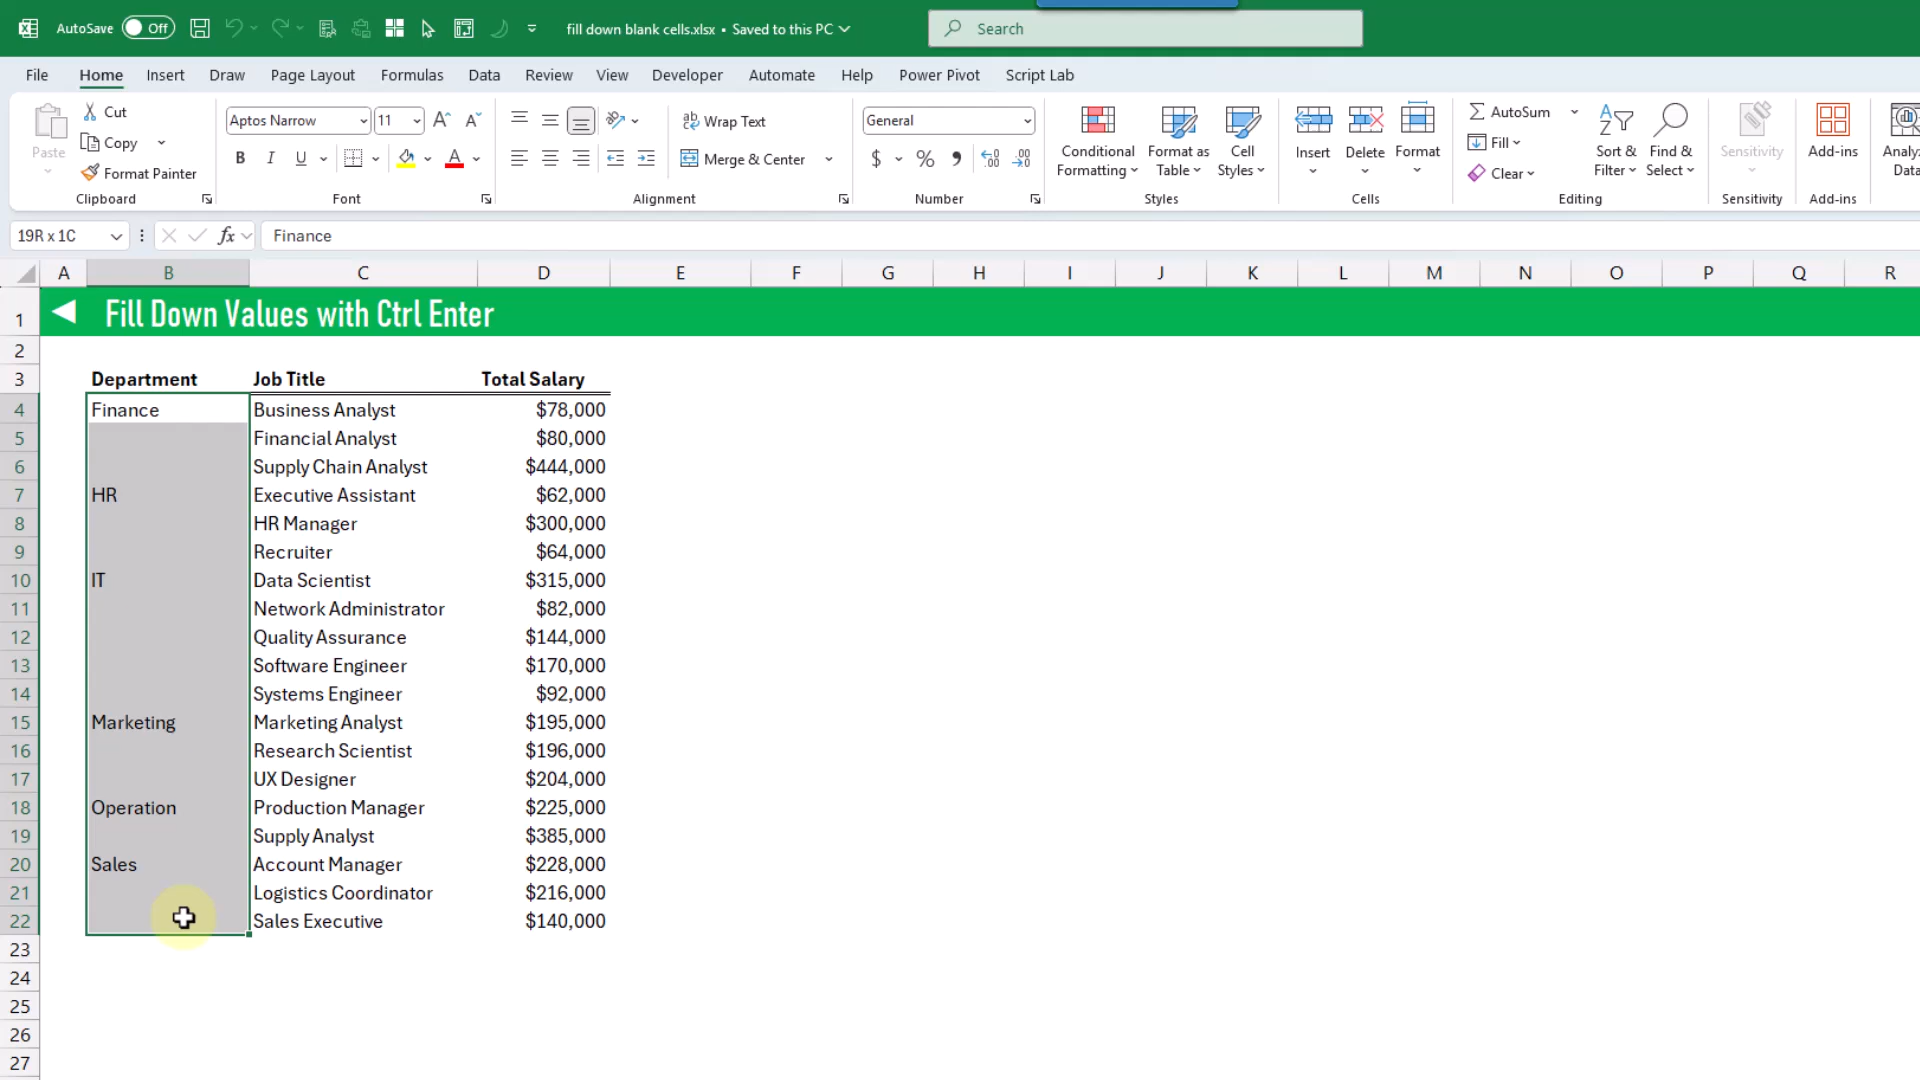 AutoSave Off fill down blank cells.xlsx • Saved to this PC Search
File Home Insert Draw Page Layout Formulas Data Review View Developer Automate Help Power Pivot Script Lab
Paste Cut Copy Format Painter Clipboard
Aptos Narrow 11 A A B I U A Font
ab Wrap Text Merge & Center Alignment
General $ % Number
Conditional Formatting Format as Table Cell Styles Styles
Insert Delete Format Cells
AutoSum Fill Clear Sort & Filter Find & Select Editing
Sensitivity Sensitivity
Add-ins Add-ins
Analyz Data
19R x 1C fx Finance
A B C D E F G H I J K L M N O P Q R
1 Fill Down Values with Ctrl Enter
2
3 Department Job Title Total Salary
4 Finance Business Analyst $78,000
5 Financial Analyst $80,000
6 Supply Chain Analyst $444,000
7 HR Executive Assistant $62,000
8 HR Manager $300,000
9 Recruiter $64,000
10 IT Data Scientist $315,000
11 Network Administrator $82,000
12 Quality Assurance $144,000
13 Software Engineer $170,000
14 Systems Engineer $92,000
15 Marketing Marketing Analyst $195,000
16 Research Scientist $196,000
17 UX Designer $204,000
18 Operation Production Manager $225,000
19 Supply Analyst $385,000
20 Sales Account Manager $228,000
21 Logistics Coordinator $216,000
22 Sales Executive $140,000
23
24
25
26
27